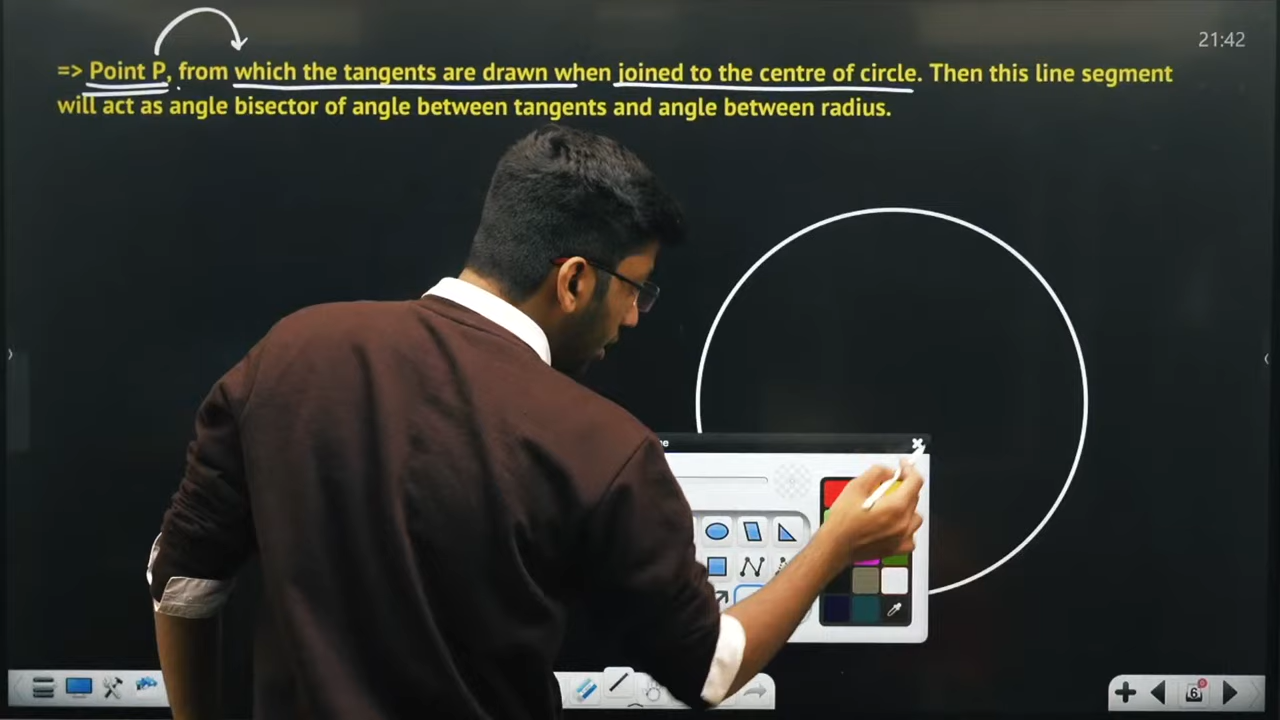 21:42
=> Point P, from which the tangents are drawn when joined to the centre of circle. Then this line segment
will act as angle bisector of angle between tangents and angle between radius.
6